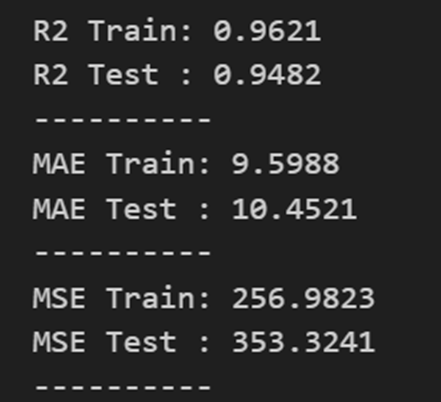 R2 Train: 0.9621
R2 Test : 0.9482
----------
MAE Train: 9.5988
MAE Test : 10.4521
----------
MSE Train: 256.9823
MSE Test : 353.3241
----------